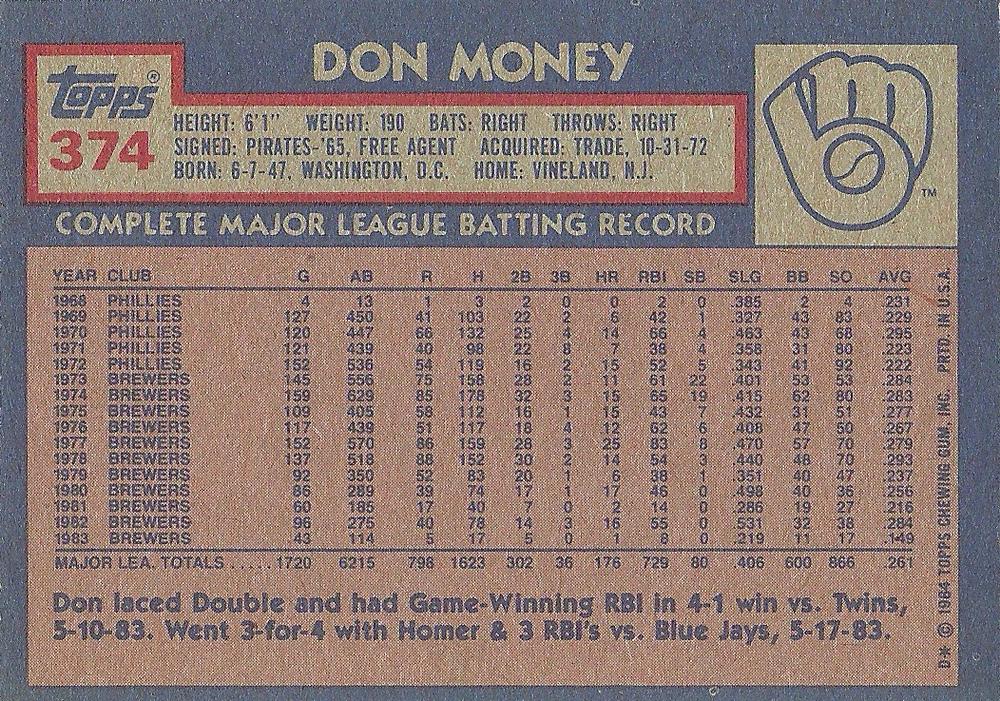 DON MONEY
Topps®
374
HEIGHT: 6'1" WEIGHT: 190 BATS: RIGHT THROWS: RIGHT
SIGNED: PIRATES-'65, FREE AGENT ACQUIRED: TRADE, 10-31-72
BORN: 6-7-47, WASHINGTON, D.C. HOME: VINELAND, N.J.
TM
COMPLETE MAJOR LEAGUE BATTING RECORD
YEAR CLUB G AB R H 2B 3B HR RBI SB SLG BB SO AVG
1968 PHILLIES 4 13 1 3 2 0 0 2 0 .385 2 4 .231
1969 PHILLIES 127 450 41 103 22 2 6 42 1 .327 43 83 .229
1970 PHILLIES 120 447 66 132 25 4 14 66 4 .463 43 68 .295
1971 PHILLIES 121 439 40 98 22 8 7 38 4 .358 31 80 .223
1972 PHILLIES 152 536 54 119 16 2 15 52 5 .343 41 92 .222
1973 BREWERS 145 556 75 158 28 2 11 61 22 .401 53 53 .284
1974 BREWERS 159 629 85 178 32 3 15 65 19 .415 62 80 .283
1975 BREWERS 109 405 58 112 16 1 15 43 7 .432 31 51 .277
1976 BREWERS 117 439 51 117 18 4 12 62 6 .408 47 50 .267
1977 BREWERS 152 570 86 159 28 3 25 83 8 .470 57 70 .279
1978 BREWERS 137 518 88 152 30 2 14 54 3 .440 48 70 .293
1979 BREWERS 92 350 52 83 20 1 6 38 1 .351 40 47 .237
1980 BREWERS 86 289 39 74 17 1 17 46 0 .498 40 36 .256
1981 BREWERS 60 185 17 40 7 0 2 14 0 .286 19 27 .216
1982 BREWERS 96 275 40 78 14 3 16 55 0 .531 32 38 .284
1983 BREWERS 43 114 5 17 5 0 1 8 0 .219 11 17 .149
MAJOR LEA. TOTALS ..... 1720 6215 798 1623 302 36 176 729 80 .406 600 866 .261
Don laced Double and had Game-Winning RBI in 4-1 win vs. Twins,
5-10-83. Went 3-for-4 with Homer & 3 RBI's vs. Blue Jays, 5-17-83.
D* © 1984 TOPPS CHEWING GUM, INC. PRTD. IN U.S.A.